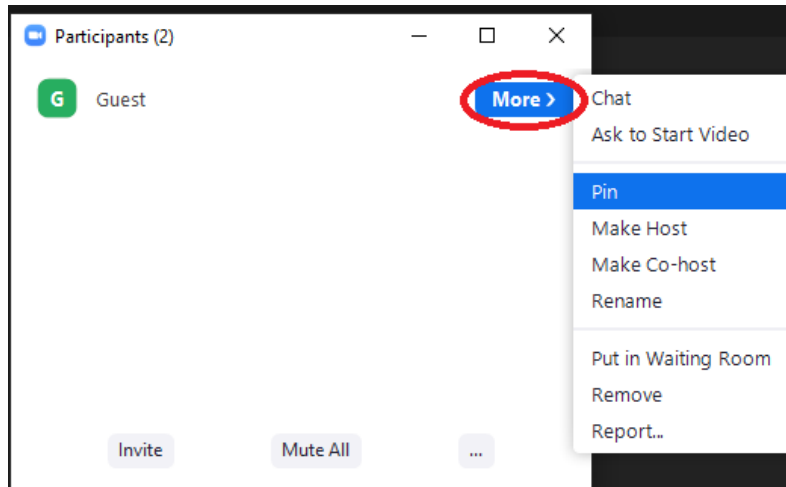 Participants (2)
G Guest More >
Chat
Ask to Start Video
Pin
Make Host
Make Co-host
Rename
Put in Waiting Room
Remove
Report...
Invite Mute All ...